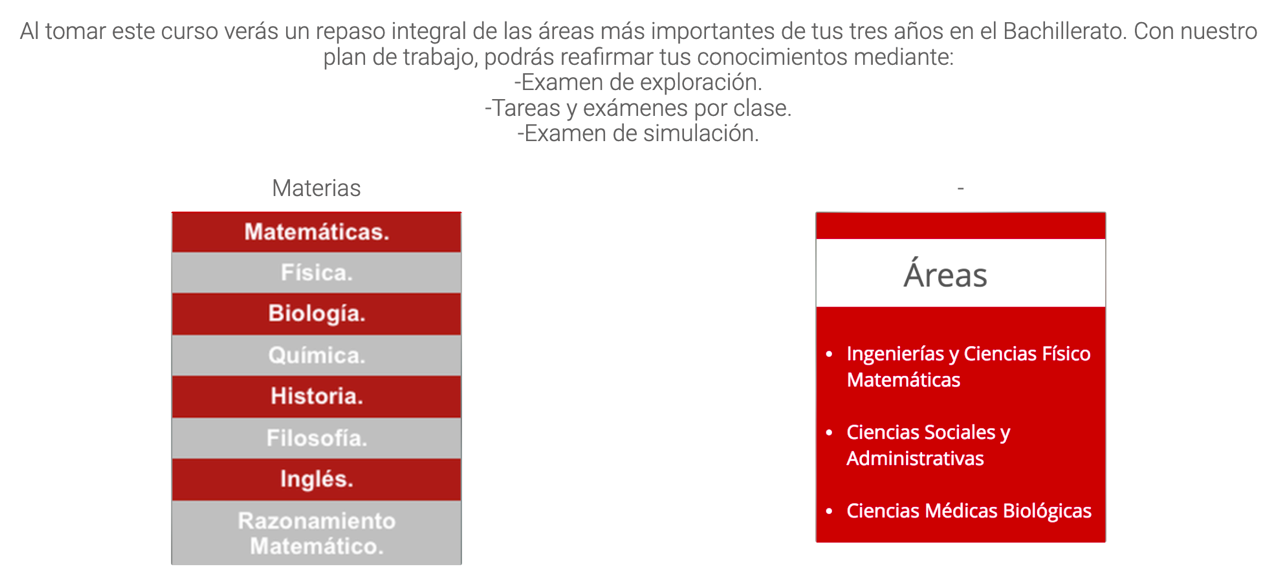 Al tomar este curso verás un repaso integral de las áreas más importantes de tus tres años en el Bachillerato. Con nuestro
plan de trabajo, podrás reafirmar tus conocimientos mediante:
-Examen de exploración.
-Tareas y exámenes por clase.
-Examen de simulación.
Materias
Matemáticas.
Física.
Biología.
Química.
Historia.
Filosofía.
Inglés.
Razonamiento
Matemático.
-
Áreas
• Ingenierías y Ciencias Físico
Matemáticas
• Ciencias Sociales y
Administrativas
• Ciencias Médicas Biológicas